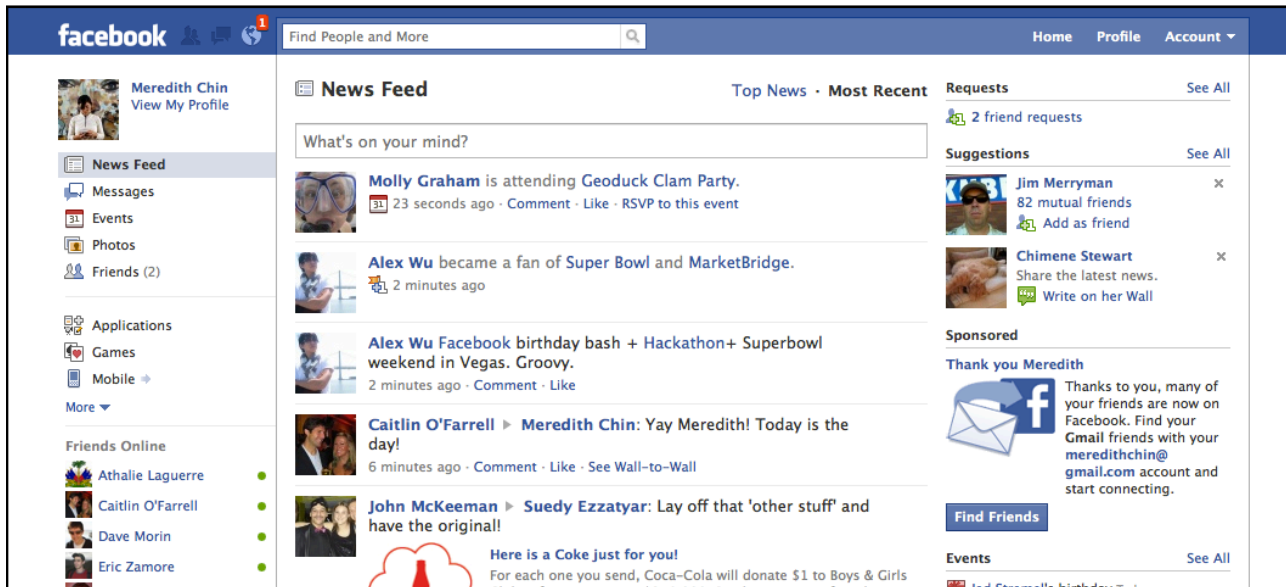 facebook
1
Find People and More
Home Profile Account
Meredith Chin
View My Profile
News Feed
Messages
31 Events
Photos
Friends (2)
Applications
Games
Mobile
More
Friends Online
Athalie Laguerre
Caitlin O'Farrell
Dave Morin
Eric Zamore
News Feed
Top News · Most Recent
What's on your mind?
Molly Graham is attending Geoduck Clam Party.
31 23 seconds ago · Comment · Like · RSVP to this event
Alex Wu became a fan of Super Bowl and MarketBridge.
2 minutes ago
Alex Wu Facebook birthday bash + Hackathon+ Superbowl
weekend in Vegas. Groovy.
2 minutes ago · Comment · Like
Caitlin O'Farrell ▸ Meredith Chin: Yay Meredith! Today is the
day!
6 minutes ago · Comment · Like · See Wall-to-Wall
John McKeeman ▸ Suedy Ezzatyar: Lay off that 'other stuff' and
have the original!
Here is a Coke just for you!
For each one you send, Coca-Cola will donate $1 to Boys & Girls
Requests See All
2 friend requests
Suggestions See All
Jim Merryman ×
82 mutual friends
Add as friend
Chimene Stewart ×
Share the latest news.
Write on her Wall
Sponsored
Thank you Meredith
f
Thanks to you, many of
your friends are now on
Facebook. Find your
Gmail friends with your
meredithchin@
gmail.com account and
start connecting.
Find Friends
Events See All